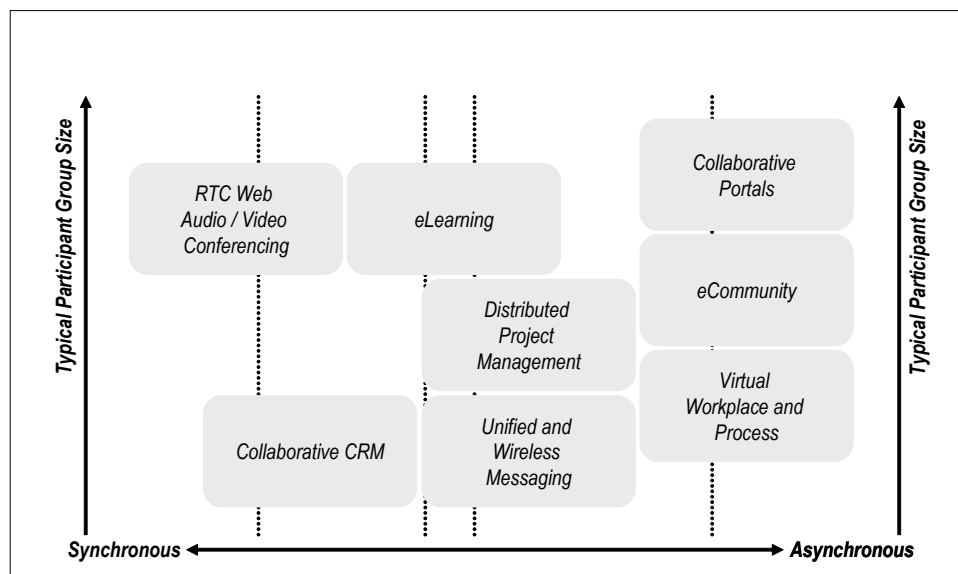 Typical Participant Group Size
RTC Web
Audio / Video
Conferencing
eLearning
Collaborative
Portals
eCommunity
Distributed
Project
Management
Virtual
Workplace and
Process
Collaborative CRM
Unified and
Wireless
Messaging
Typical Participant Group Size
Synchronous
Asynchronous